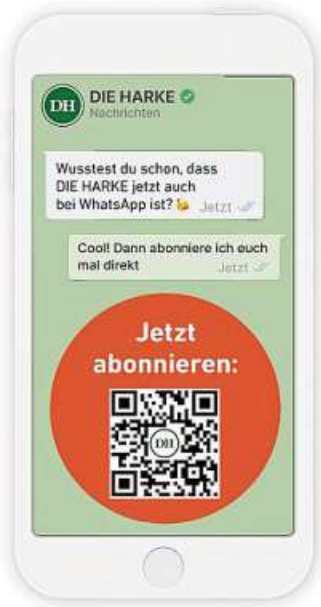 DH
DIE HARKE
Nachrichten
Wusstest du schon, dass
DIE HARKE jetzt auch
bei WhatsApp ist? Jetzt
Cool! Dann abonniere ich euch
mal direkt Jetzt
Jetzt
abonnieren:
DH